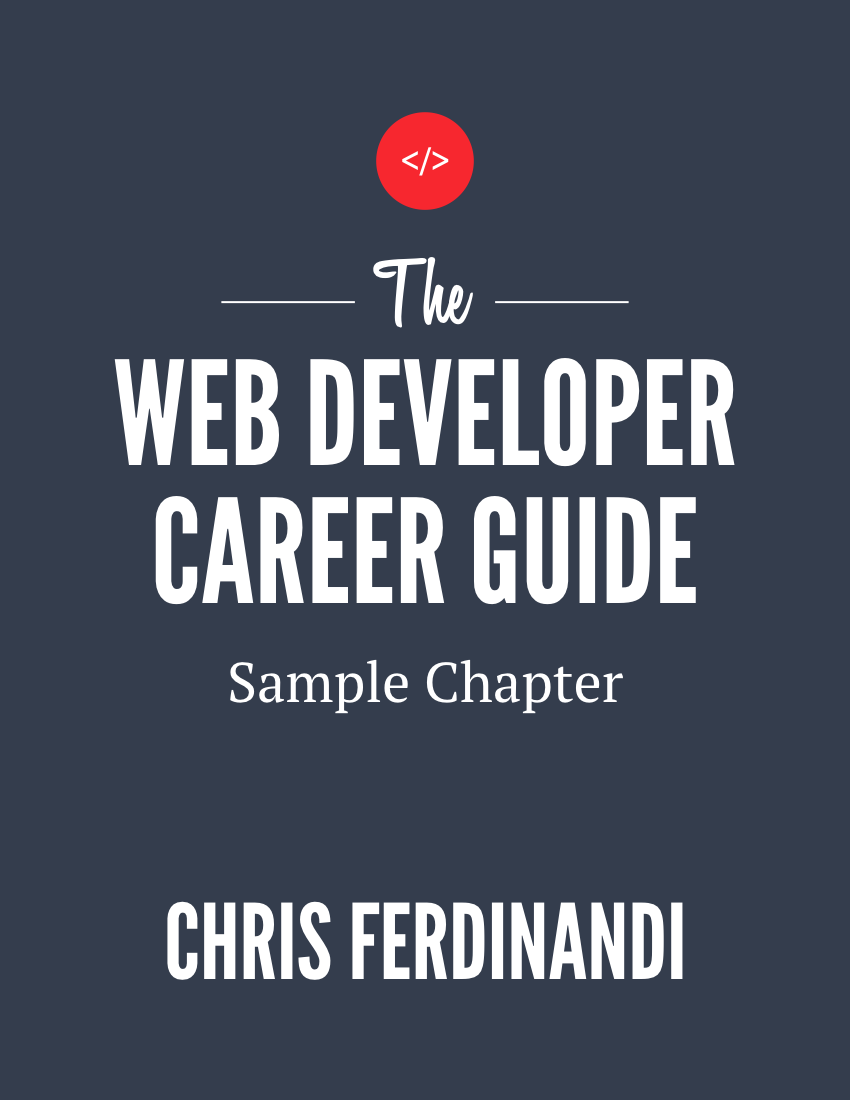 </>
The
WEB DEVELOPER
CAREER GUIDE
Sample Chapter
CHRIS FERDINANDI